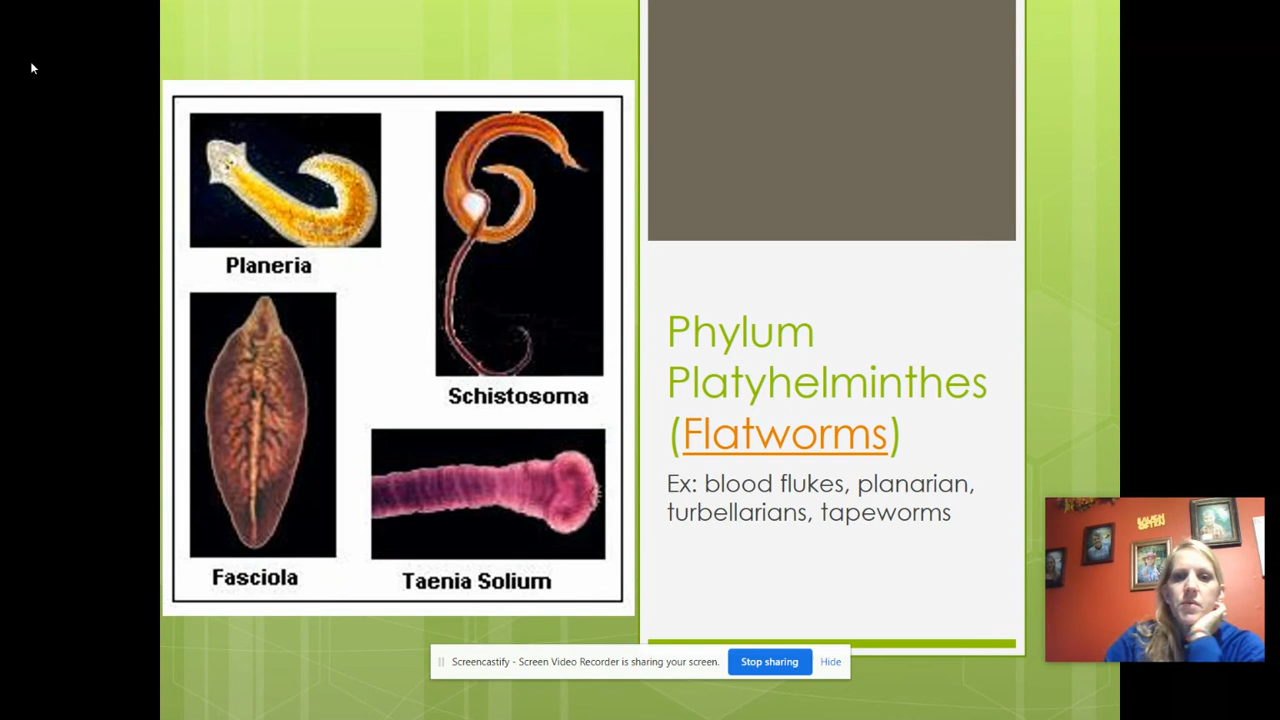 Planeria
Schistosoma
Fasciola
Taenia Solium
Phylum
Platyhelminthes
(Flatworms)
Ex: blood flukes, planarian,
turbellarians, tapeworms
Screencastify - Screen Video Recorder is sharing your screen.
Stop sharing
Hide